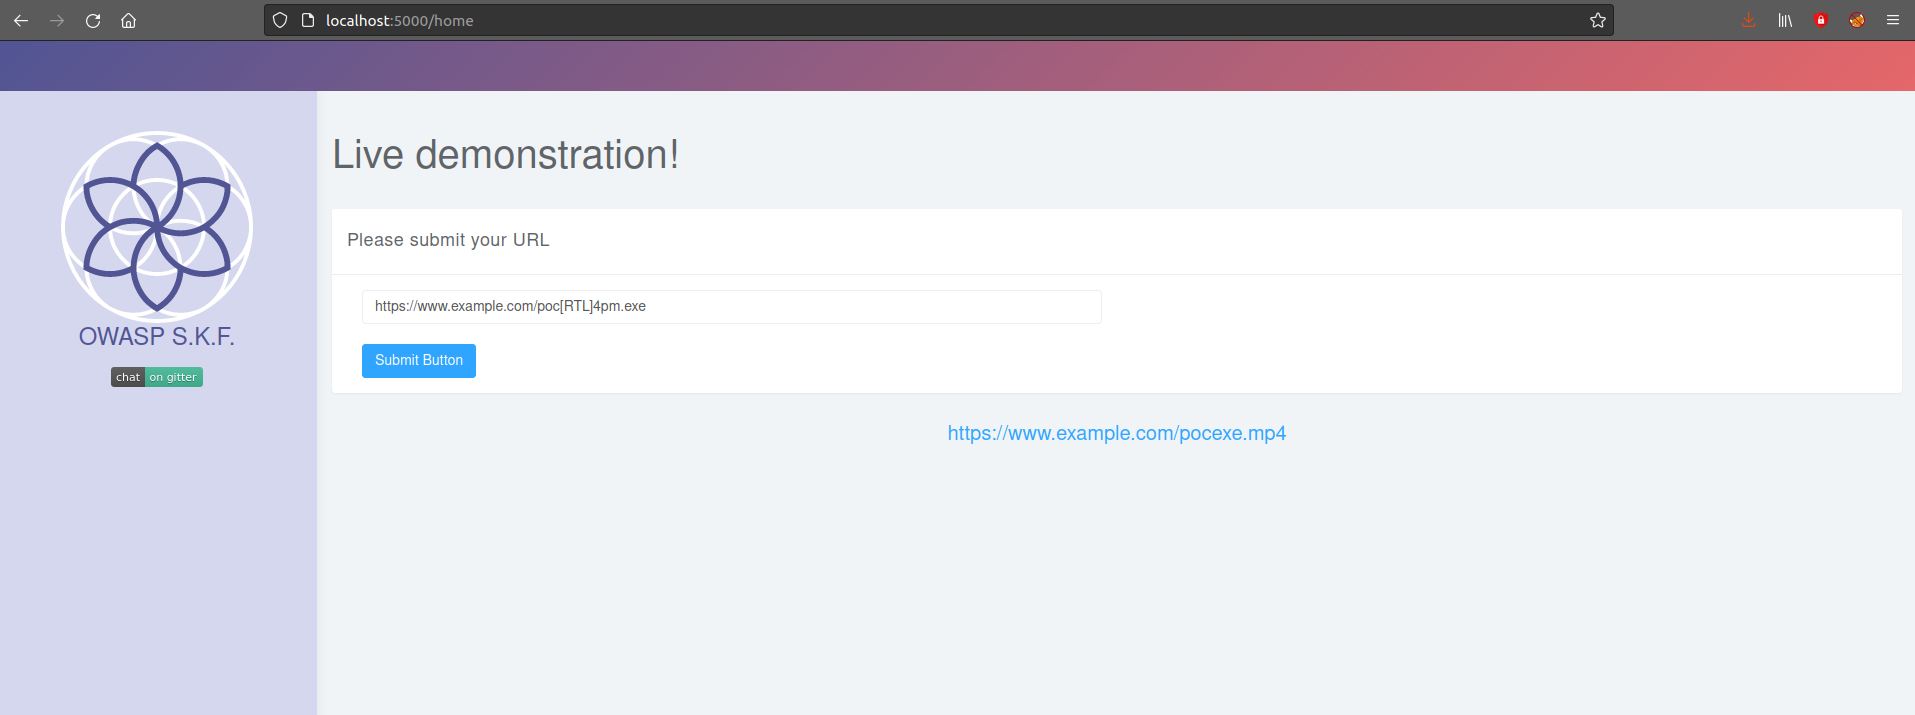 localhost:5000/home
Live demonstration!
Please submit your URL
https://www.example.com/poc[RTL]4pm.exe
OWASP S.K.F.
Submit Button
chat on gitter
https://www.example.com/pocexe.mp4